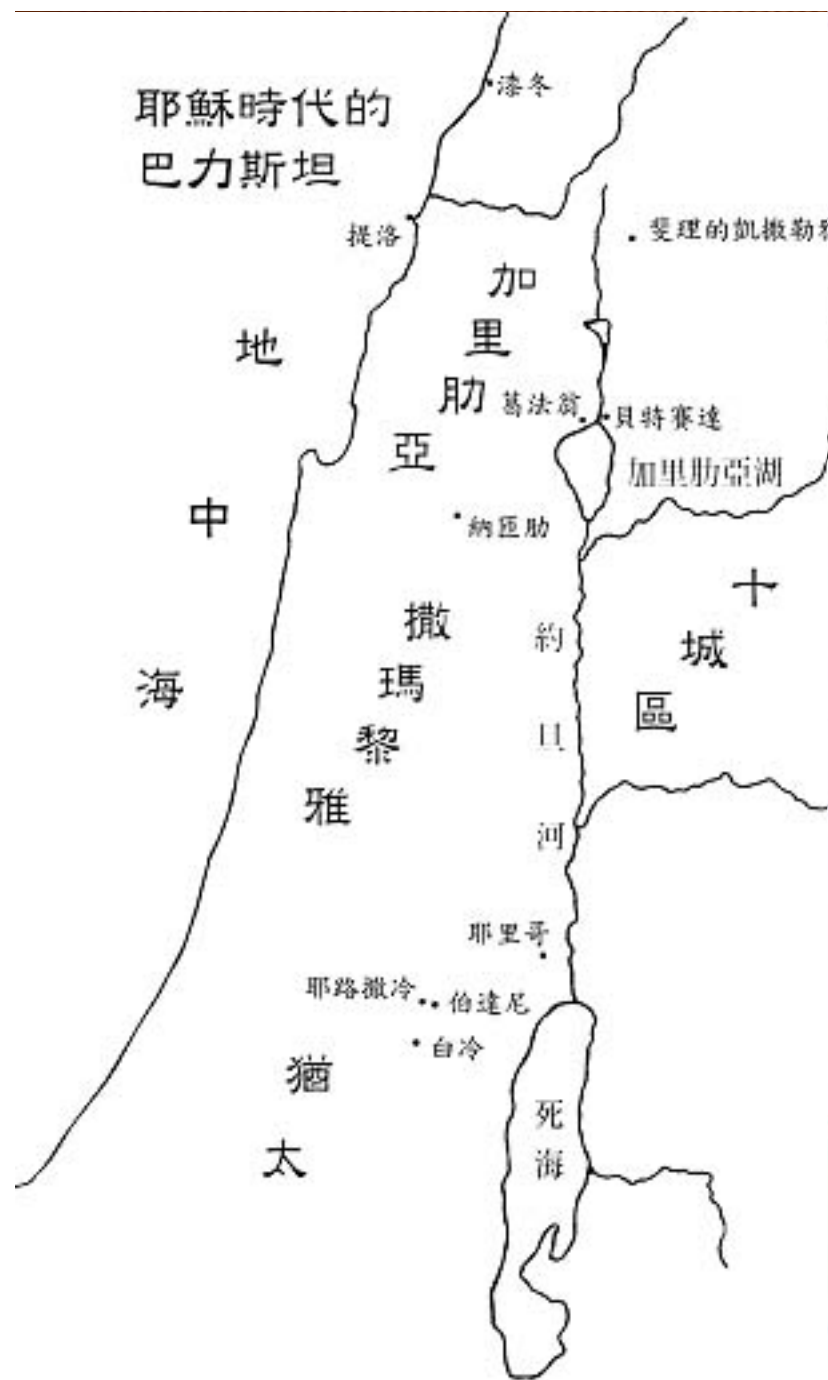 耶穌時代的
巴力斯坦
漆冬
提洛
斐理的凱撒勒雅
加里肋亞
地中海
葛法翁
貝特賽達
加里肋亞湖
納匝肋
十城區
撒瑪黎雅
約旦河
耶里哥
耶路撒冷
伯達尼
白冷
猶太
死海